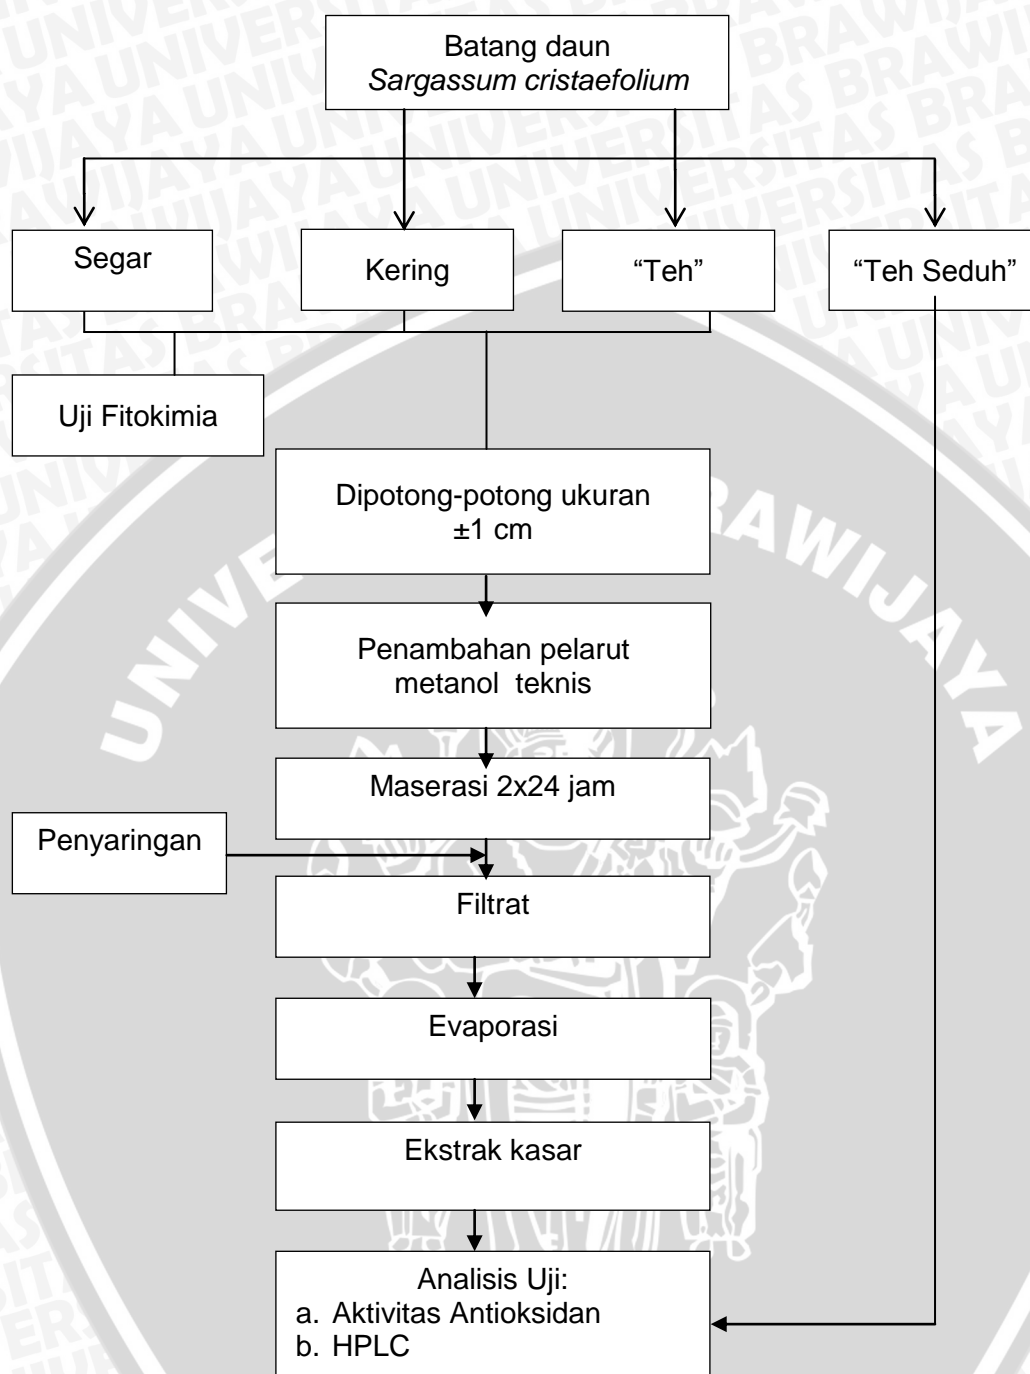 Batang daun
Sargassum cristaefolium
Segar
Kering
“Teh”
“Teh Seduh”
Uji Fitokimia
Dipotong-potong ukuran
±1 cm
Penambahan pelarut
metanol teknis
Maserasi 2x24 jam
Penyaringan
Filtrat
Evaporasi
Ekstrak kasar
Analisis Uji:
a. Aktivitas Antioksidan
b. HPLC